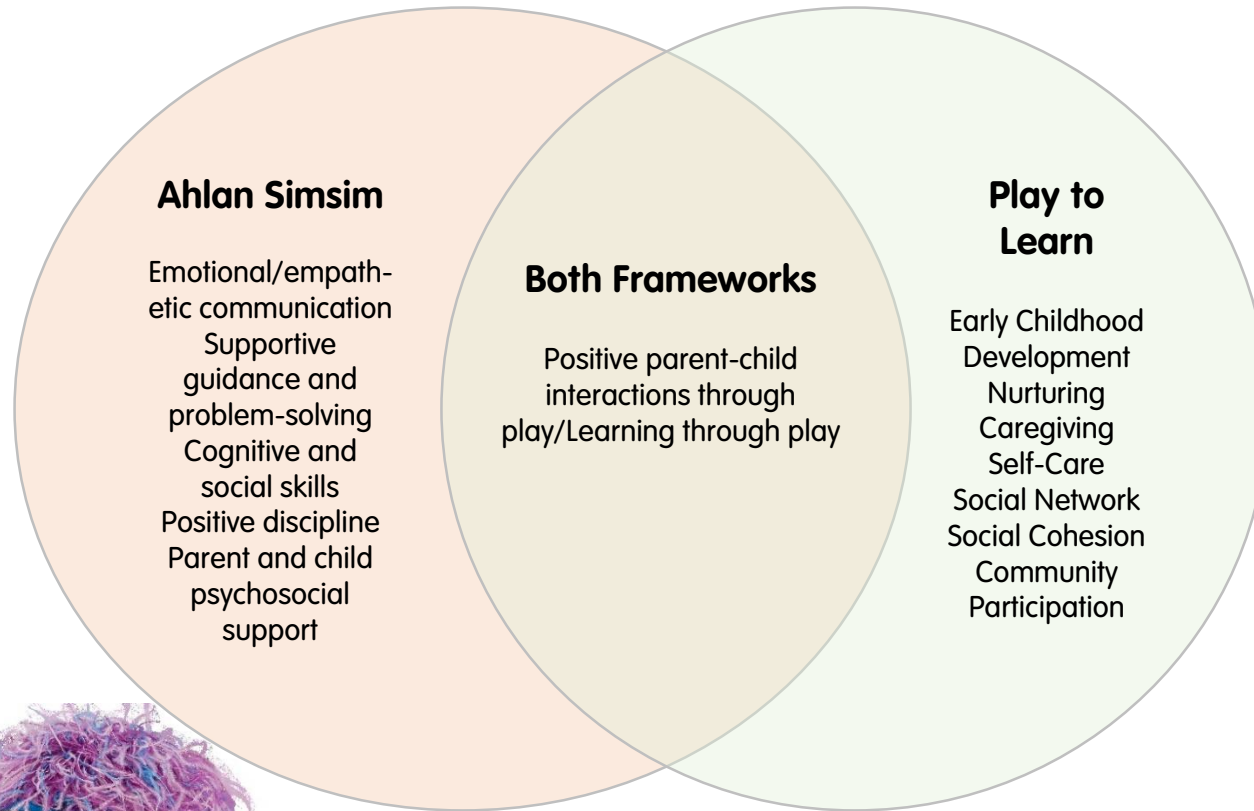 Ahlan Simsim
Emotional/empath-
etic communication
Supportive
guidance and
problem-solving
Cognitive and
social skills
Positive discipline
Parent and child
psychosocial
support
Both Frameworks
Positive parent-child
interactions through
play/Learning through play
Play to
Learn
Early Childhood
Development
Nurturing
Caregiving
Self-Care
Social Network
Social Cohesion
Community
Participation